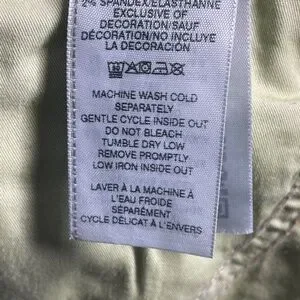 2% SPANDEX/ELASTHANNE
EXCLUSIVE OF
DECORATION/SAUF
DÉCORATION/NO INCLUYE
LA DECORACIÓN
MACHINE WASH COLD
SEPARATELY
GENTLE CYCLE INSIDE OUT
DO NOT BLEACH
TUMBLE DRY LOW
REMOVE PROMPTLY
LOW IRON INSIDE OUT
LAVER À LA MACHINE À
L'EAU FROIDE
SÉPARÉMENT
CYCLE DÉLICAT À L'ENVERS